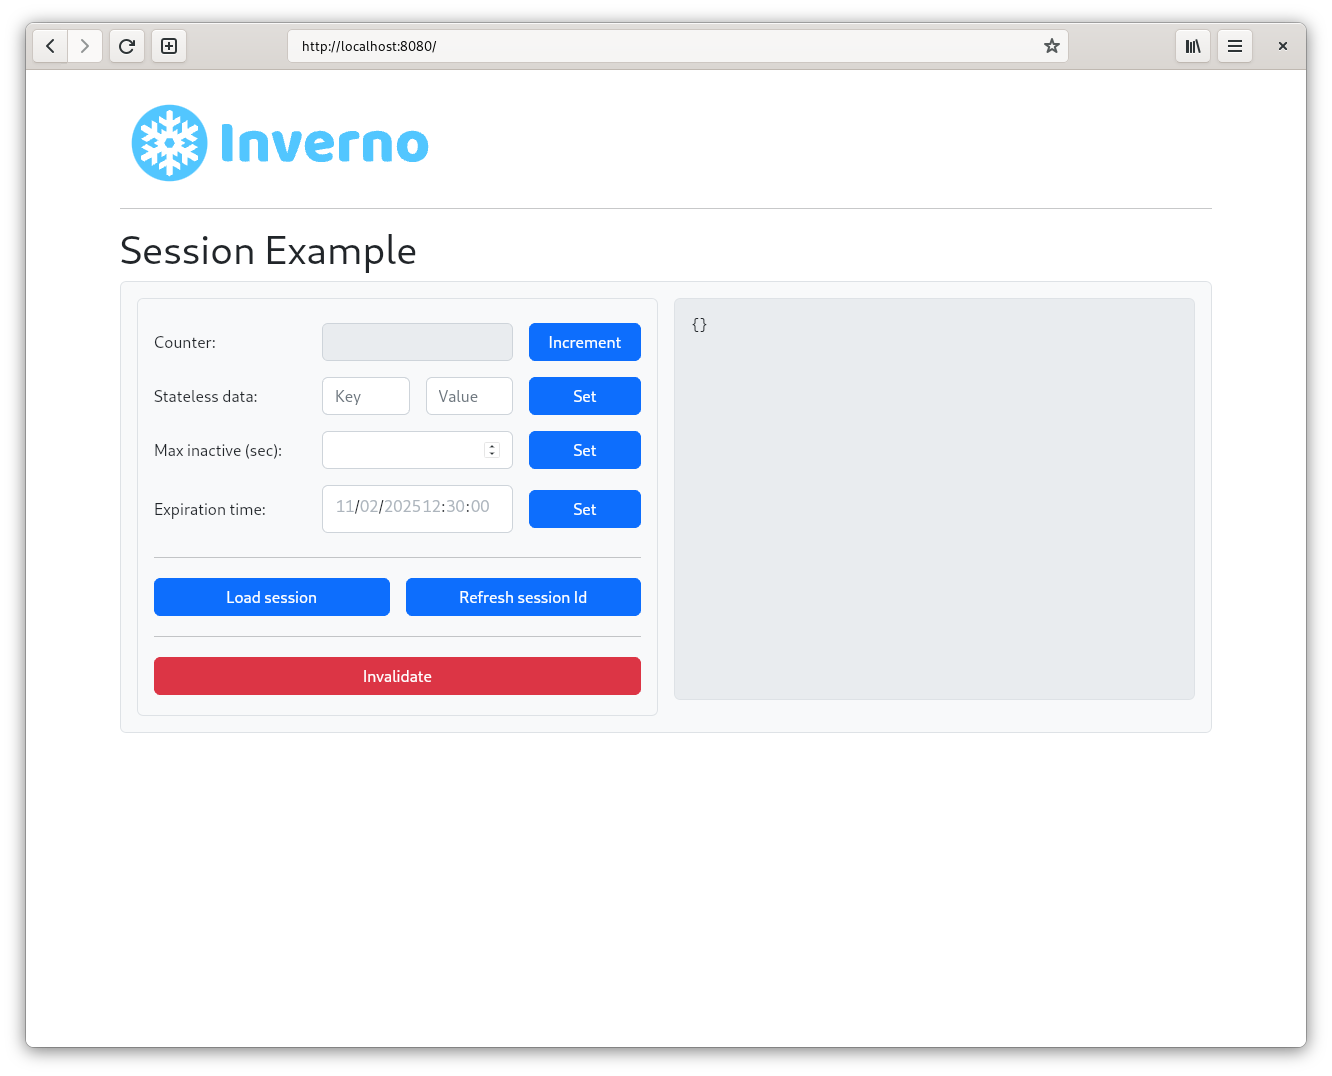 http://localhost:8080/
Inverno
Session Example
Counter:
Increment
Stateless data:
Key
Value
Set
Max inactive (sec):
Set
Expiration time:
11/02/2025 12:30:00
Set
Load session
Refresh session Id
Invalidate
{}